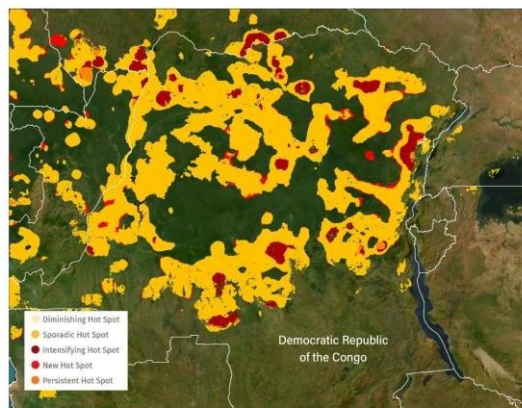 Diminishing Hot Spot
Sporadic Hot Spot
Intensifying Hot Spot
New Hot Spot
Persistent Hot Spot
Democratic Republic
of the Congo